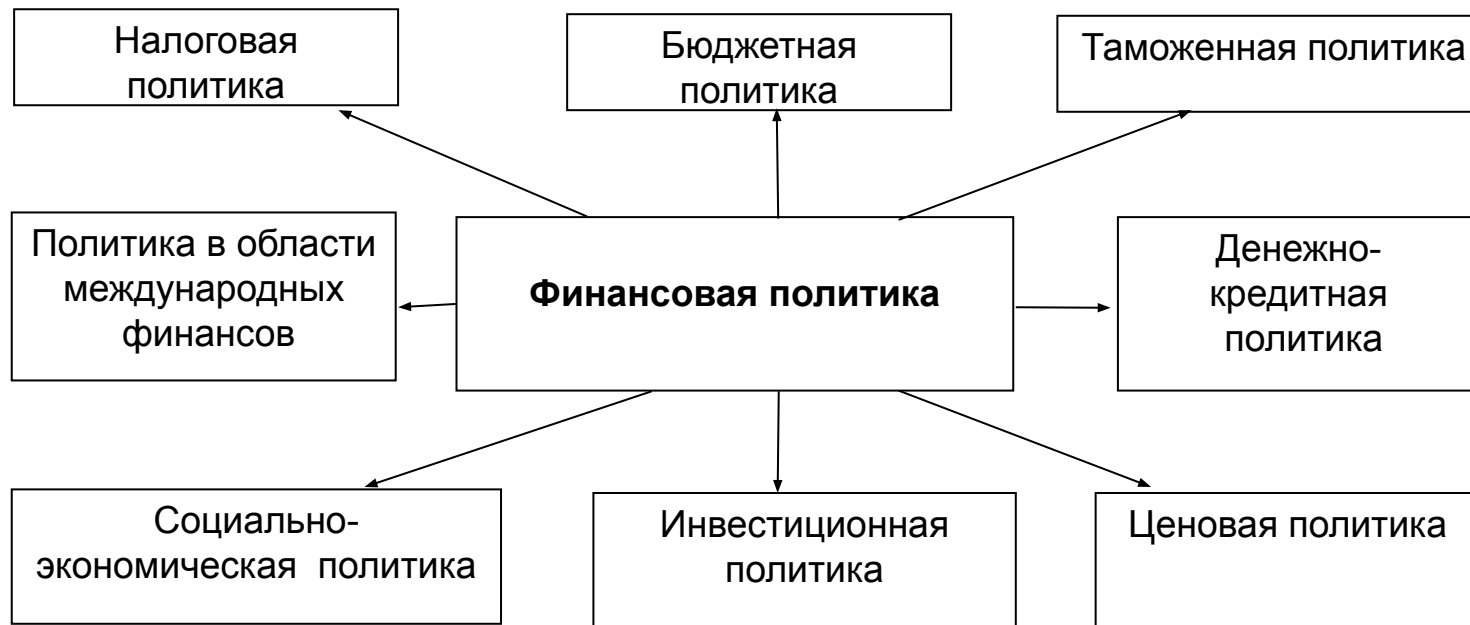 Налоговая
политика
Бюджетная
политика
Таможенная политика
Политика в области
международных
финансов
Финансовая политика
Денежно-
кредитная
политика
Социально-
экономическая политика
Инвестиционная
политика
Ценовая политика